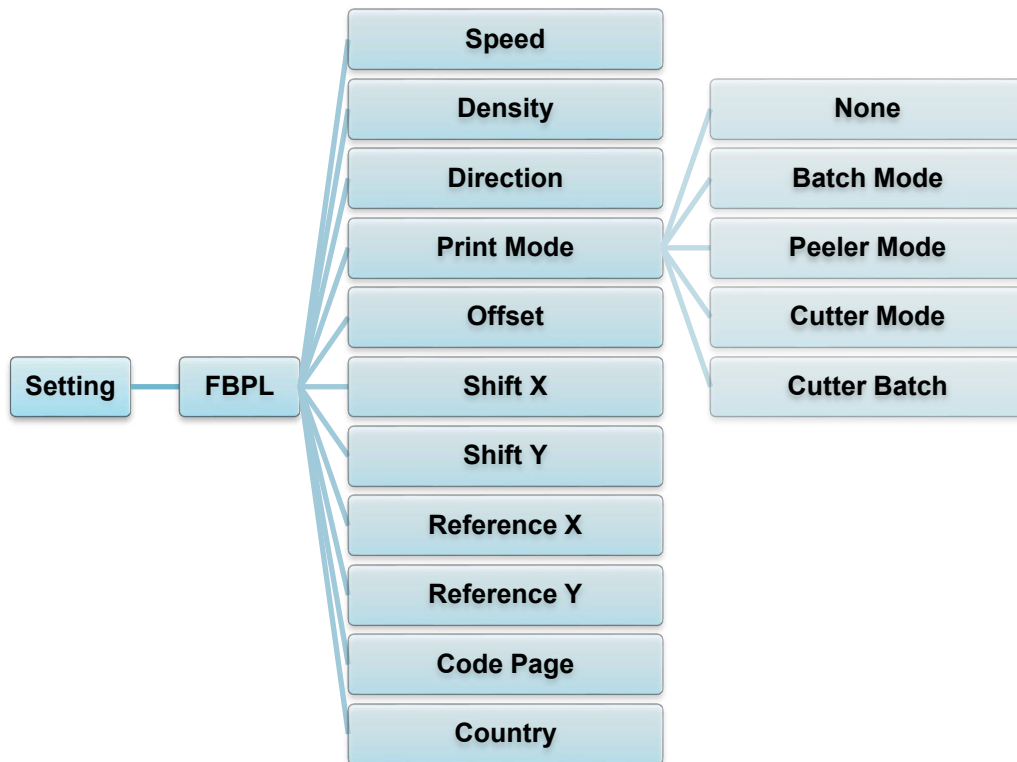 Setting
FBPL
Speed
Density
Direction
Print Mode
Offset
Shift X
Shift Y
Reference X
Reference Y
Code Page
Country
None
Batch Mode
Peeler Mode
Cutter Mode
Cutter Batch